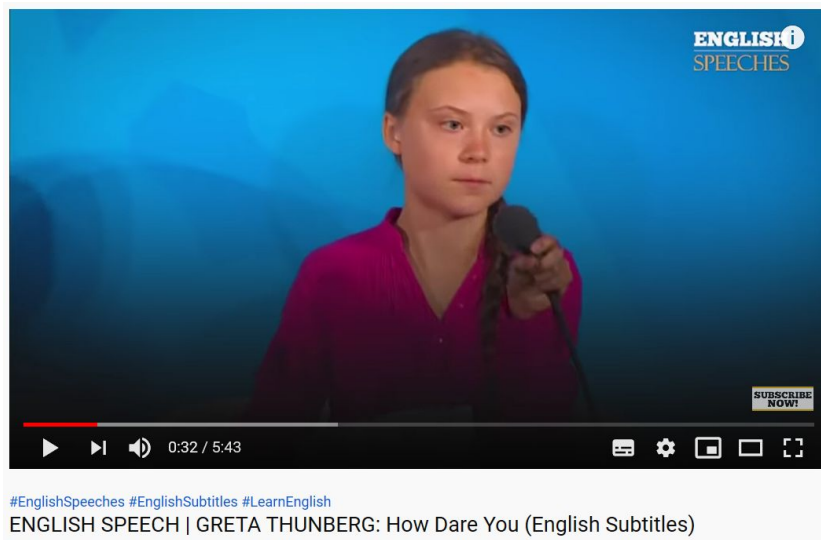 ENGLISH
SPEECHES
SUBSCRIBE
NOW!
0:32 / 5:43
#EnglishSpeeches #EnglishSubtitles #LearnEnglish
ENGLISH SPEECH | GRETA THUNBERG: How Dare You (English Subtitles)